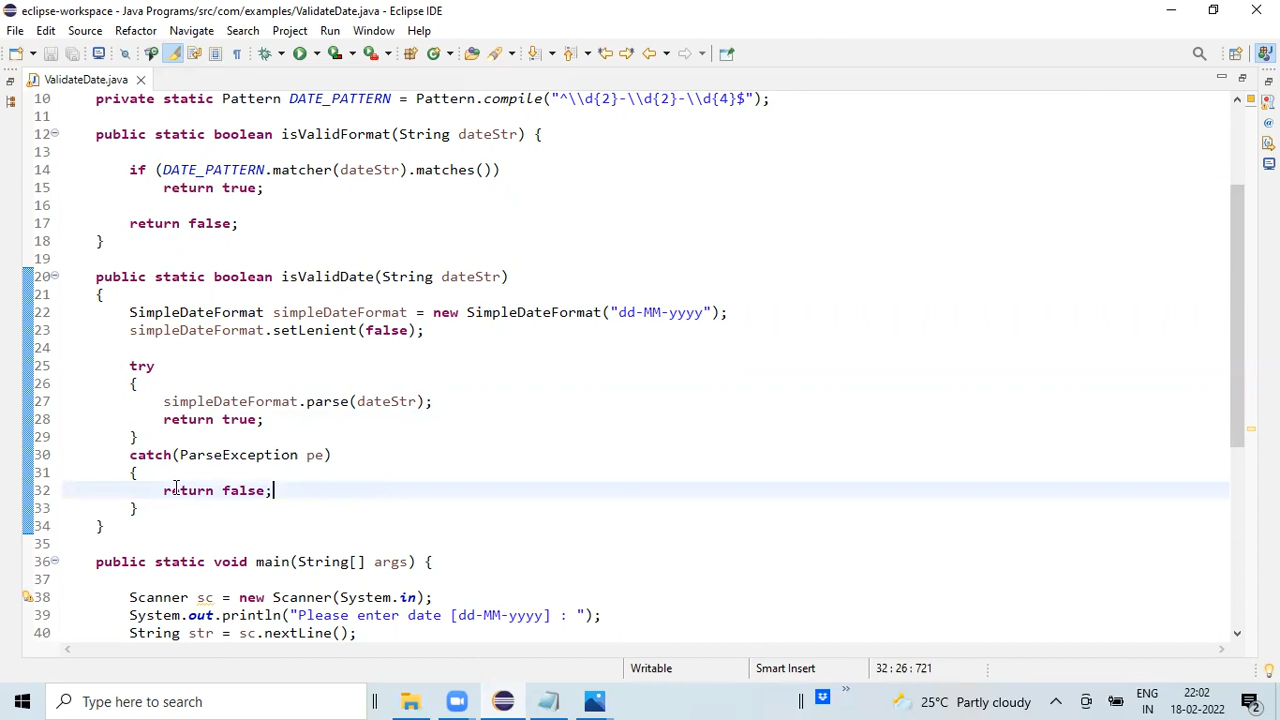 eclipse-workspace - Java Programs/src/com/examples/ValidateDate.java - Eclipse IDE
File Edit Source Refactor Navigate Search Project Run Window Help
ValidateDate.java
10 private static Pattern DATE_PATTERN = Pattern.compile("^\\d{2}-\\d{2}-\\d{4}$");
11
12 public static boolean isValidFormat(String dateStr) {
13
14 if (DATE_PATTERN.matcher(dateStr).matches())
15 return true;
16
17 return false;
18 }
19
20 public static boolean isValidDate(String dateStr)
21 {
22 SimpleDateFormat simpleDateFormat = new SimpleDateFormat("dd-MM-yyyy");
23 simpleDateFormat.setLenient(false);
24
25 try
26 {
27 simpleDateFormat.parse(dateStr);
28 return true;
29 }
30 catch(ParseException pe)
31 {
32 return false;
33 }
34 }
35
36 public static void main(String[] args) {
37
38 Scanner sc = new Scanner(System.in);
39 System.out.println("Please enter date [dd-MM-yyyy] : ");
40 String str = sc.nextLine();
Writable Smart Insert 32 : 26 : 721
Type here to search
25°C Partly cloudy
ENG
IN
22:02
18-02-2022
2